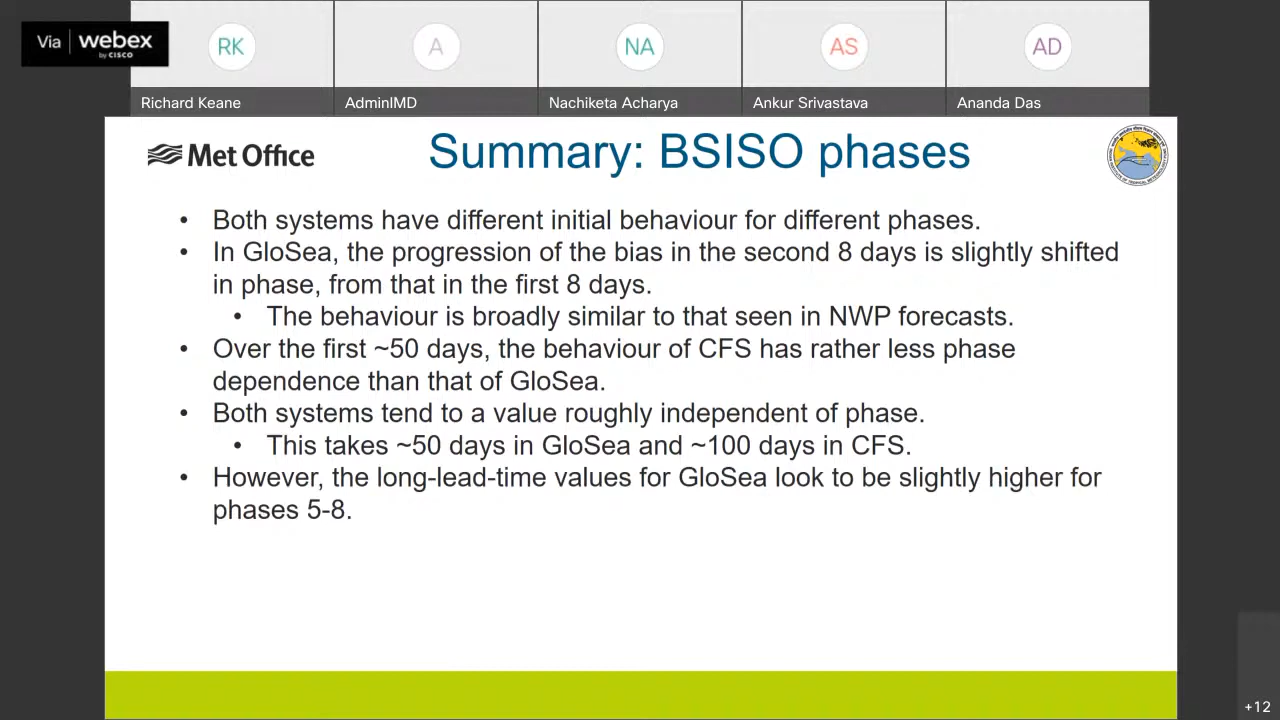 Via webex
by CISCO
RK
A
NA
AS
AD
Richard Keane
AdminIMD
Nachiketa Acharya
Ankur Srivastava
Ananda Das
Met Office
Summary: BSISO phases
• Both systems have different initial behaviour for different phases.
• In GloSea, the progression of the bias in the second 8 days is slightly shifted
in phase, from that in the first 8 days.
• The behaviour is broadly similar to that seen in NWP forecasts.
• Over the first ~50 days, the behaviour of CFS has rather less phase
dependence than that of GloSea.
• Both systems tend to a value roughly independent of phase.
• This takes ~50 days in GloSea and ~100 days in CFS.
• However, the long-lead-time values for GloSea look to be slightly higher for
phases 5-8.
+12